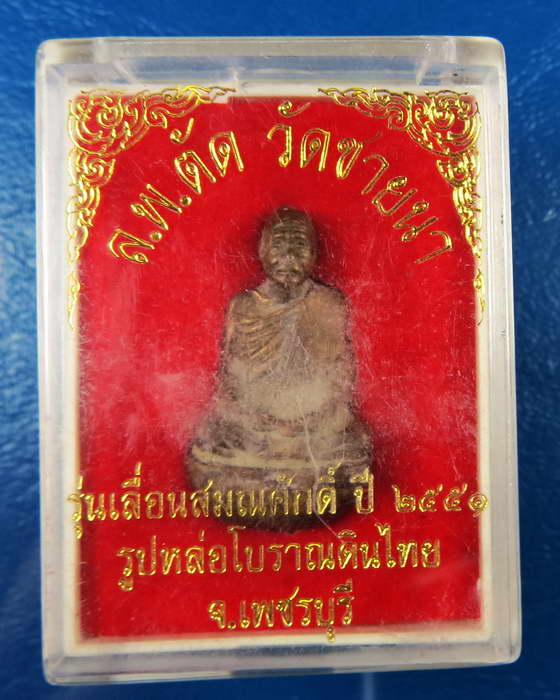 ล.พ.ตัด วัดชายนา
รุ่นเลื่อนสมณศักดิ์ ปี ๒๕๕๑
รูปหล่อโบราณดินไทย
จ.เพชรบุรี